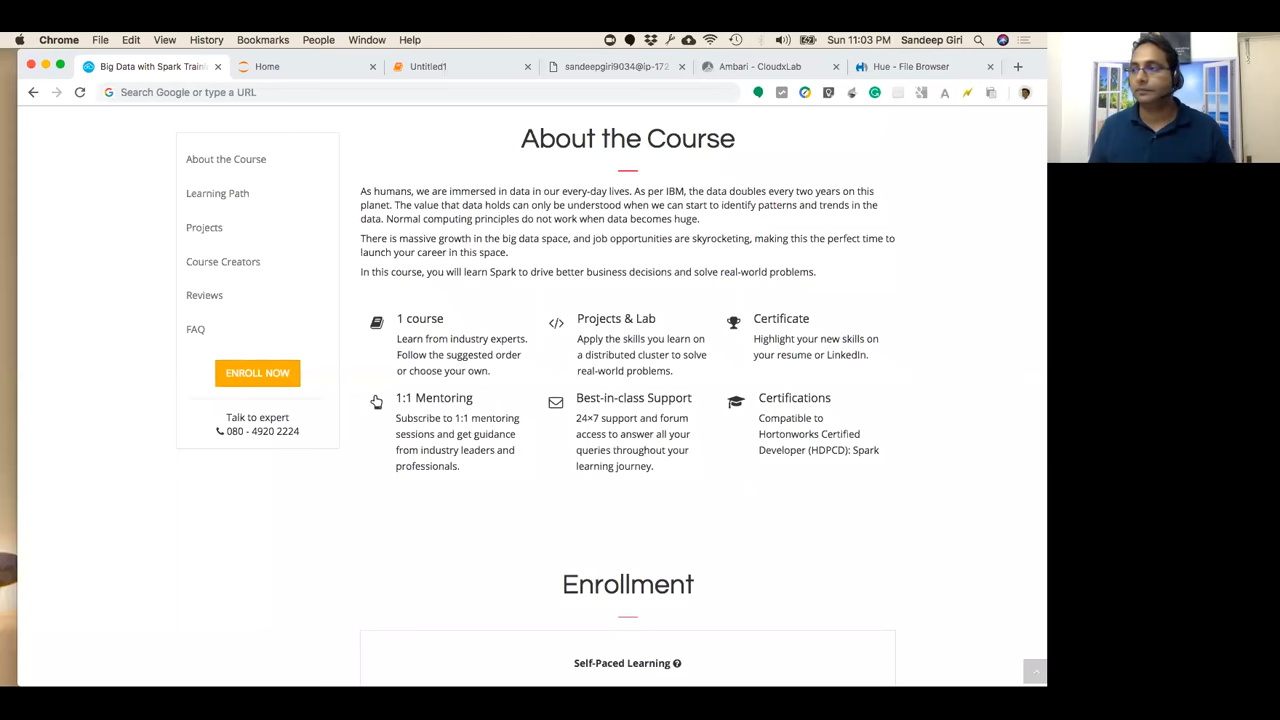 Chrome File Edit View History Bookmarks People Window Help Sun 11:03 PM Sandeep Giri
Big Data with Spark Traini Home Untitled1 sandeepgiri9034@ip-172 Ambari - CloudxLab Hue - File Browser
Search Google or type a URL
About the Course
Learning Path
Projects
Course Creators
Reviews
FAQ
ENROLL NOW
Talk to expert
080 - 4920 2224
About the Course
As humans, we are immersed in data in our every-day lives. As per IBM, the data doubles every two years on this
planet. The value that data holds can only be understood when we can start to identify patterns and trends in the
data. Normal computing principles do not work when data becomes huge.
There is massive growth in the big data space, and job opportunities are skyrocketing, making this the perfect time to
launch your career in this space.
In this course, you will learn Spark to drive better business decisions and solve real-world problems.
1 course
Learn from industry experts.
Follow the suggested order
or choose your own.
Projects & Lab
Apply the skills you learn on
a distributed cluster to solve
real-world problems.
Certificate
Highlight your new skills on
your resume or LinkedIn.
1:1 Mentoring
Subscribe to 1:1 mentoring
sessions and get guidance
from industry leaders and
professionals.
Best-in-class Support
24×7 support and forum
access to answer all your
queries throughout your
learning journey.
Certifications
Compatible to
Hortonworks Certified
Developer (HDPCD): Spark
Enrollment
Self-Paced Learning